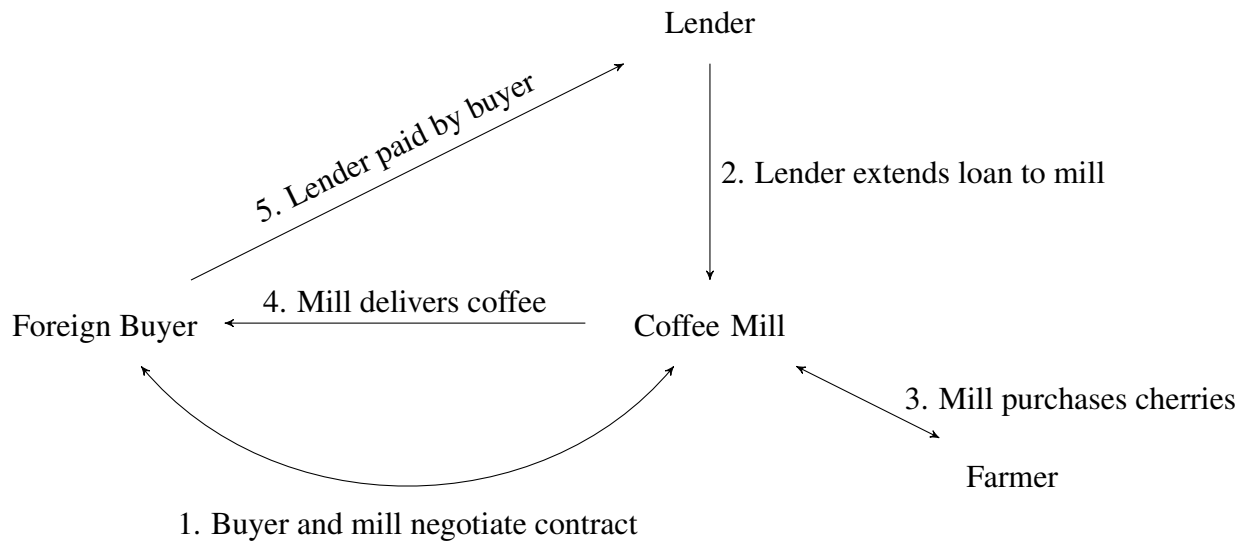 Lender
5. Lender paid by buyer
2. Lender extends loan to mill
4. Mill delivers coffee
Foreign Buyer
Coffee Mill
3. Mill purchases cherries
Farmer
1. Buyer and mill negotiate contract